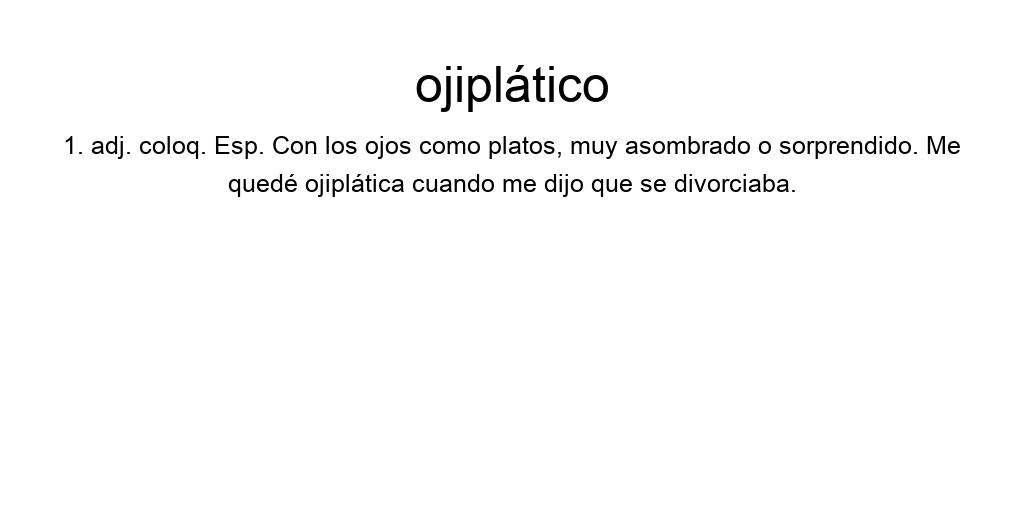 ojiplático
1. adj. coloq. Esp. Con los ojos como platos, muy asombrado o sorprendido. Me
quedé ojiplática cuando me dijo que se divorciaba.